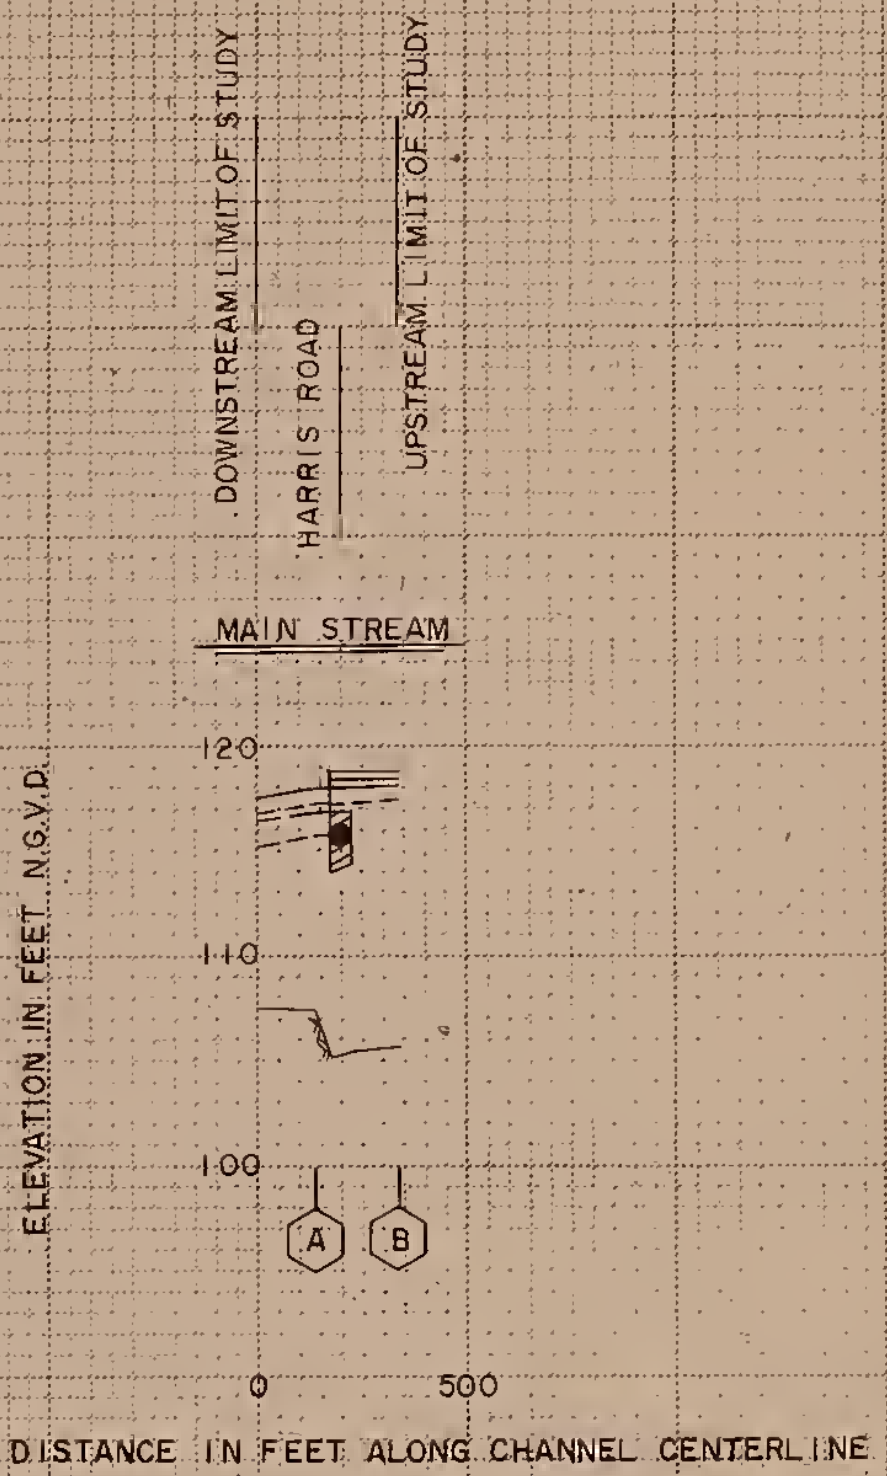 DOWNSTREAM LIMIT OF STUDY
HARRIS ROAD
UPSTREAM LIMIT OF STUDY
MAIN STREAM
ELEVATION IN FEET N.G.V.D.
120
110
100
A
B
0
500
DISTANCE IN FEET ALONG CHANNEL CENTERLINE